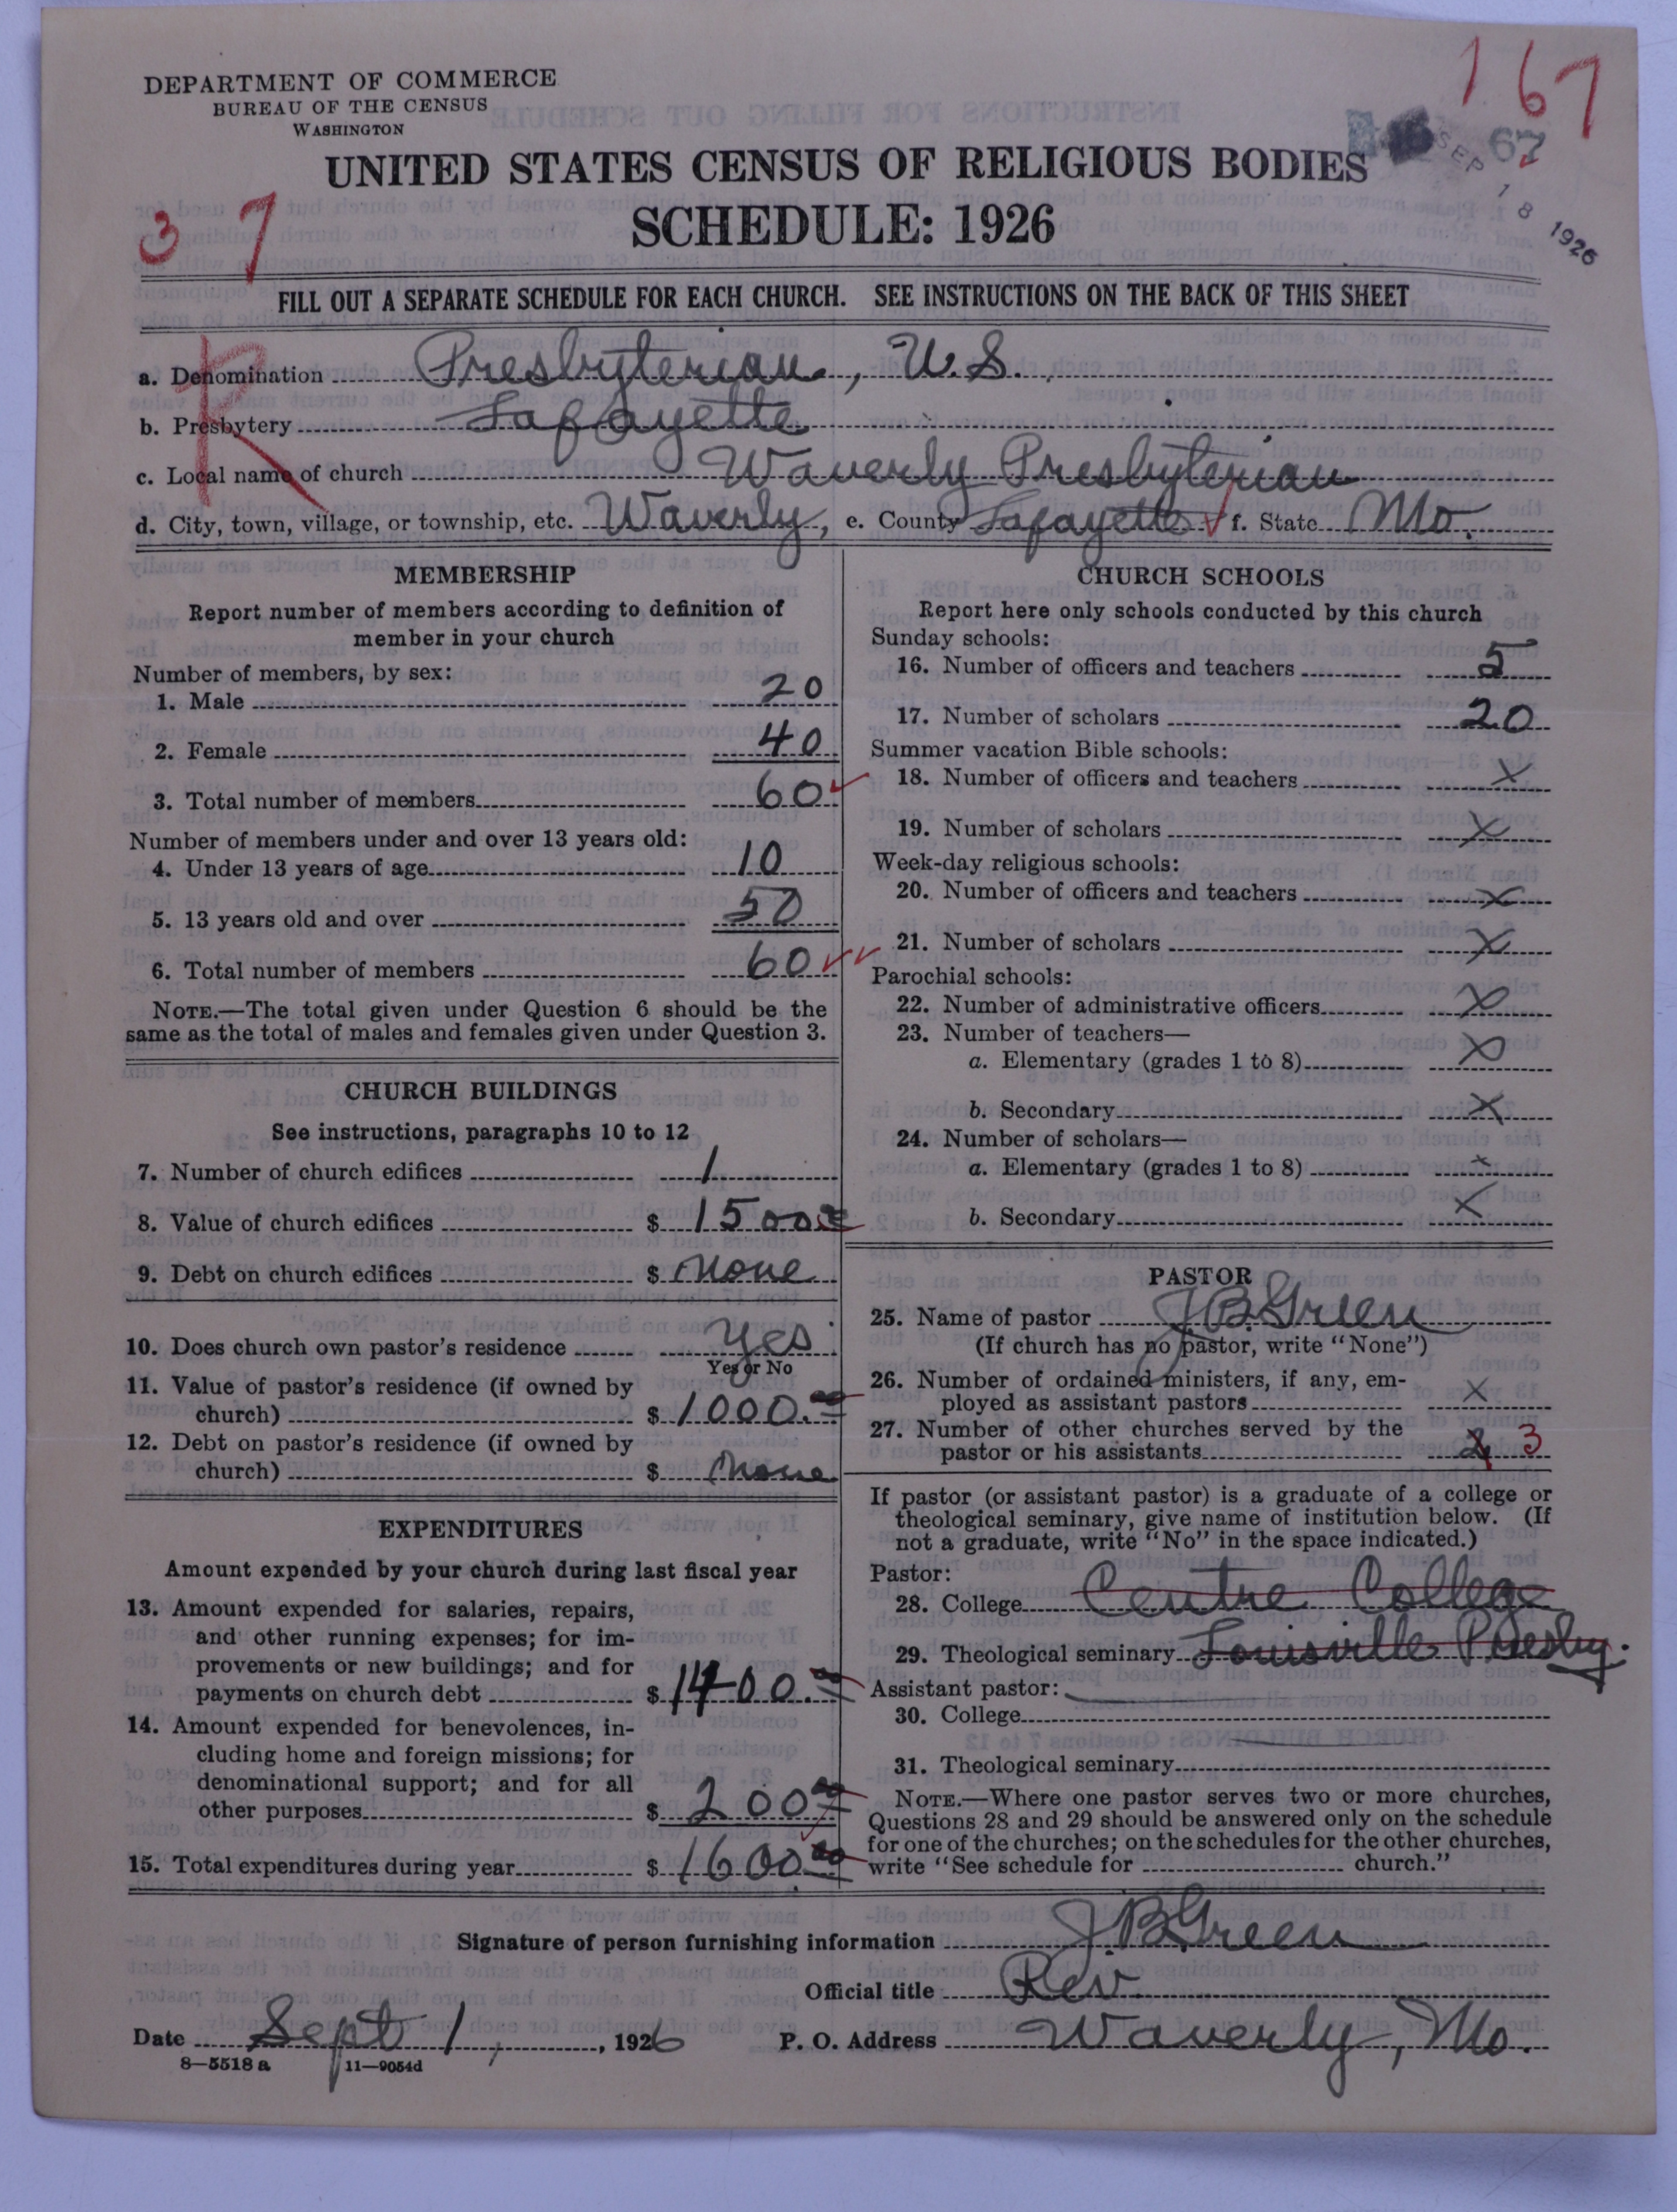 DEPARTMENT OF COMMERCE
BUREAU OF THE CENSUS
WASHINGTON
167
67
SEP 18 1926
UNITED STATES CENSUS OF RELIGIOUS BODIES
SCHEDULE: 1926
37
FILL OUT A SEPARATE SCHEDULE FOR EACH CHURCH. SEE INSTRUCTIONS ON THE BACK OF THIS SHEET
R
a. Denomination Presbyterian, U.S.
b. Presbytery Lafayette
c. Local name of church Waverly Presbyterian
d. City, town, village, or township, etc. Waverly, e. County Lafayette f. State Mo.
MEMBERSHIP
Report number of members according to definition of
member in your church
Number of members, by sex:
1. Male 20
2. Female 40
3. Total number of members 60
Number of members under and over 13 years old:
4. Under 13 years of age 10
5. 13 years old and over 50
6. Total number of members 60
NOTE.—The total given under Question 6 should be the
same as the total of males and females given under Question 3.
CHURCH BUILDINGS
See instructions, paragraphs 10 to 12
7. Number of church edifices 1
8. Value of church edifices $ 1500.00
9. Debt on church edifices $ None
10. Does church own pastor's residence Yes
Yes or No
11. Value of pastor's residence (if owned by
church) $ 1000.00
12. Debt on pastor's residence (if owned by
church) $ None
EXPENDITURES
Amount expended by your church during last fiscal year
13. Amount expended for salaries, repairs,
and other running expenses; for im-
provements or new buildings; and for
payments on church debt $ 1400.00
14. Amount expended for benevolences, in-
cluding home and foreign missions; for
denominational support; and for all
other purposes $ 200.00
15. Total expenditures during year $ 1600.00
CHURCH SCHOOLS
Report here only schools conducted by this church
Sunday schools:
16. Number of officers and teachers 5
17. Number of scholars 20
Summer vacation Bible schools:
18. Number of officers and teachers x
19. Number of scholars x
Week-day religious schools:
20. Number of officers and teachers x
21. Number of scholars x
Parochial schools:
22. Number of administrative officers x
23. Number of teachers—
a. Elementary (grades 1 to 8) x
b. Secondary x
24. Number of scholars—
a. Elementary (grades 1 to 8) x
b. Secondary x
PASTOR
25. Name of pastor J B Green
(If church has no pastor, write "None")
26. Number of ordained ministers, if any, em-
ployed as assistant pastors x
27. Number of other churches served by the
pastor or his assistants 3
If pastor (or assistant pastor) is a graduate of a college or
theological seminary, give name of institution below. (If
not a graduate, write "No" in the space indicated.)
Pastor:
28. College Centre College
29. Theological seminary Louisville Presby.
Assistant pastor:
30. College
31. Theological seminary
NOTE.—Where one pastor serves two or more churches,
Questions 28 and 29 should be answered only on the schedule
for one of the churches; on the schedules for the other churches,
write "See schedule for church."
Signature of person furnishing information J. B. Green
Official title Rev.
Date Sept 1, 1926 P. O. Address Waverly, Mo.
8—5518 a 11—9054d